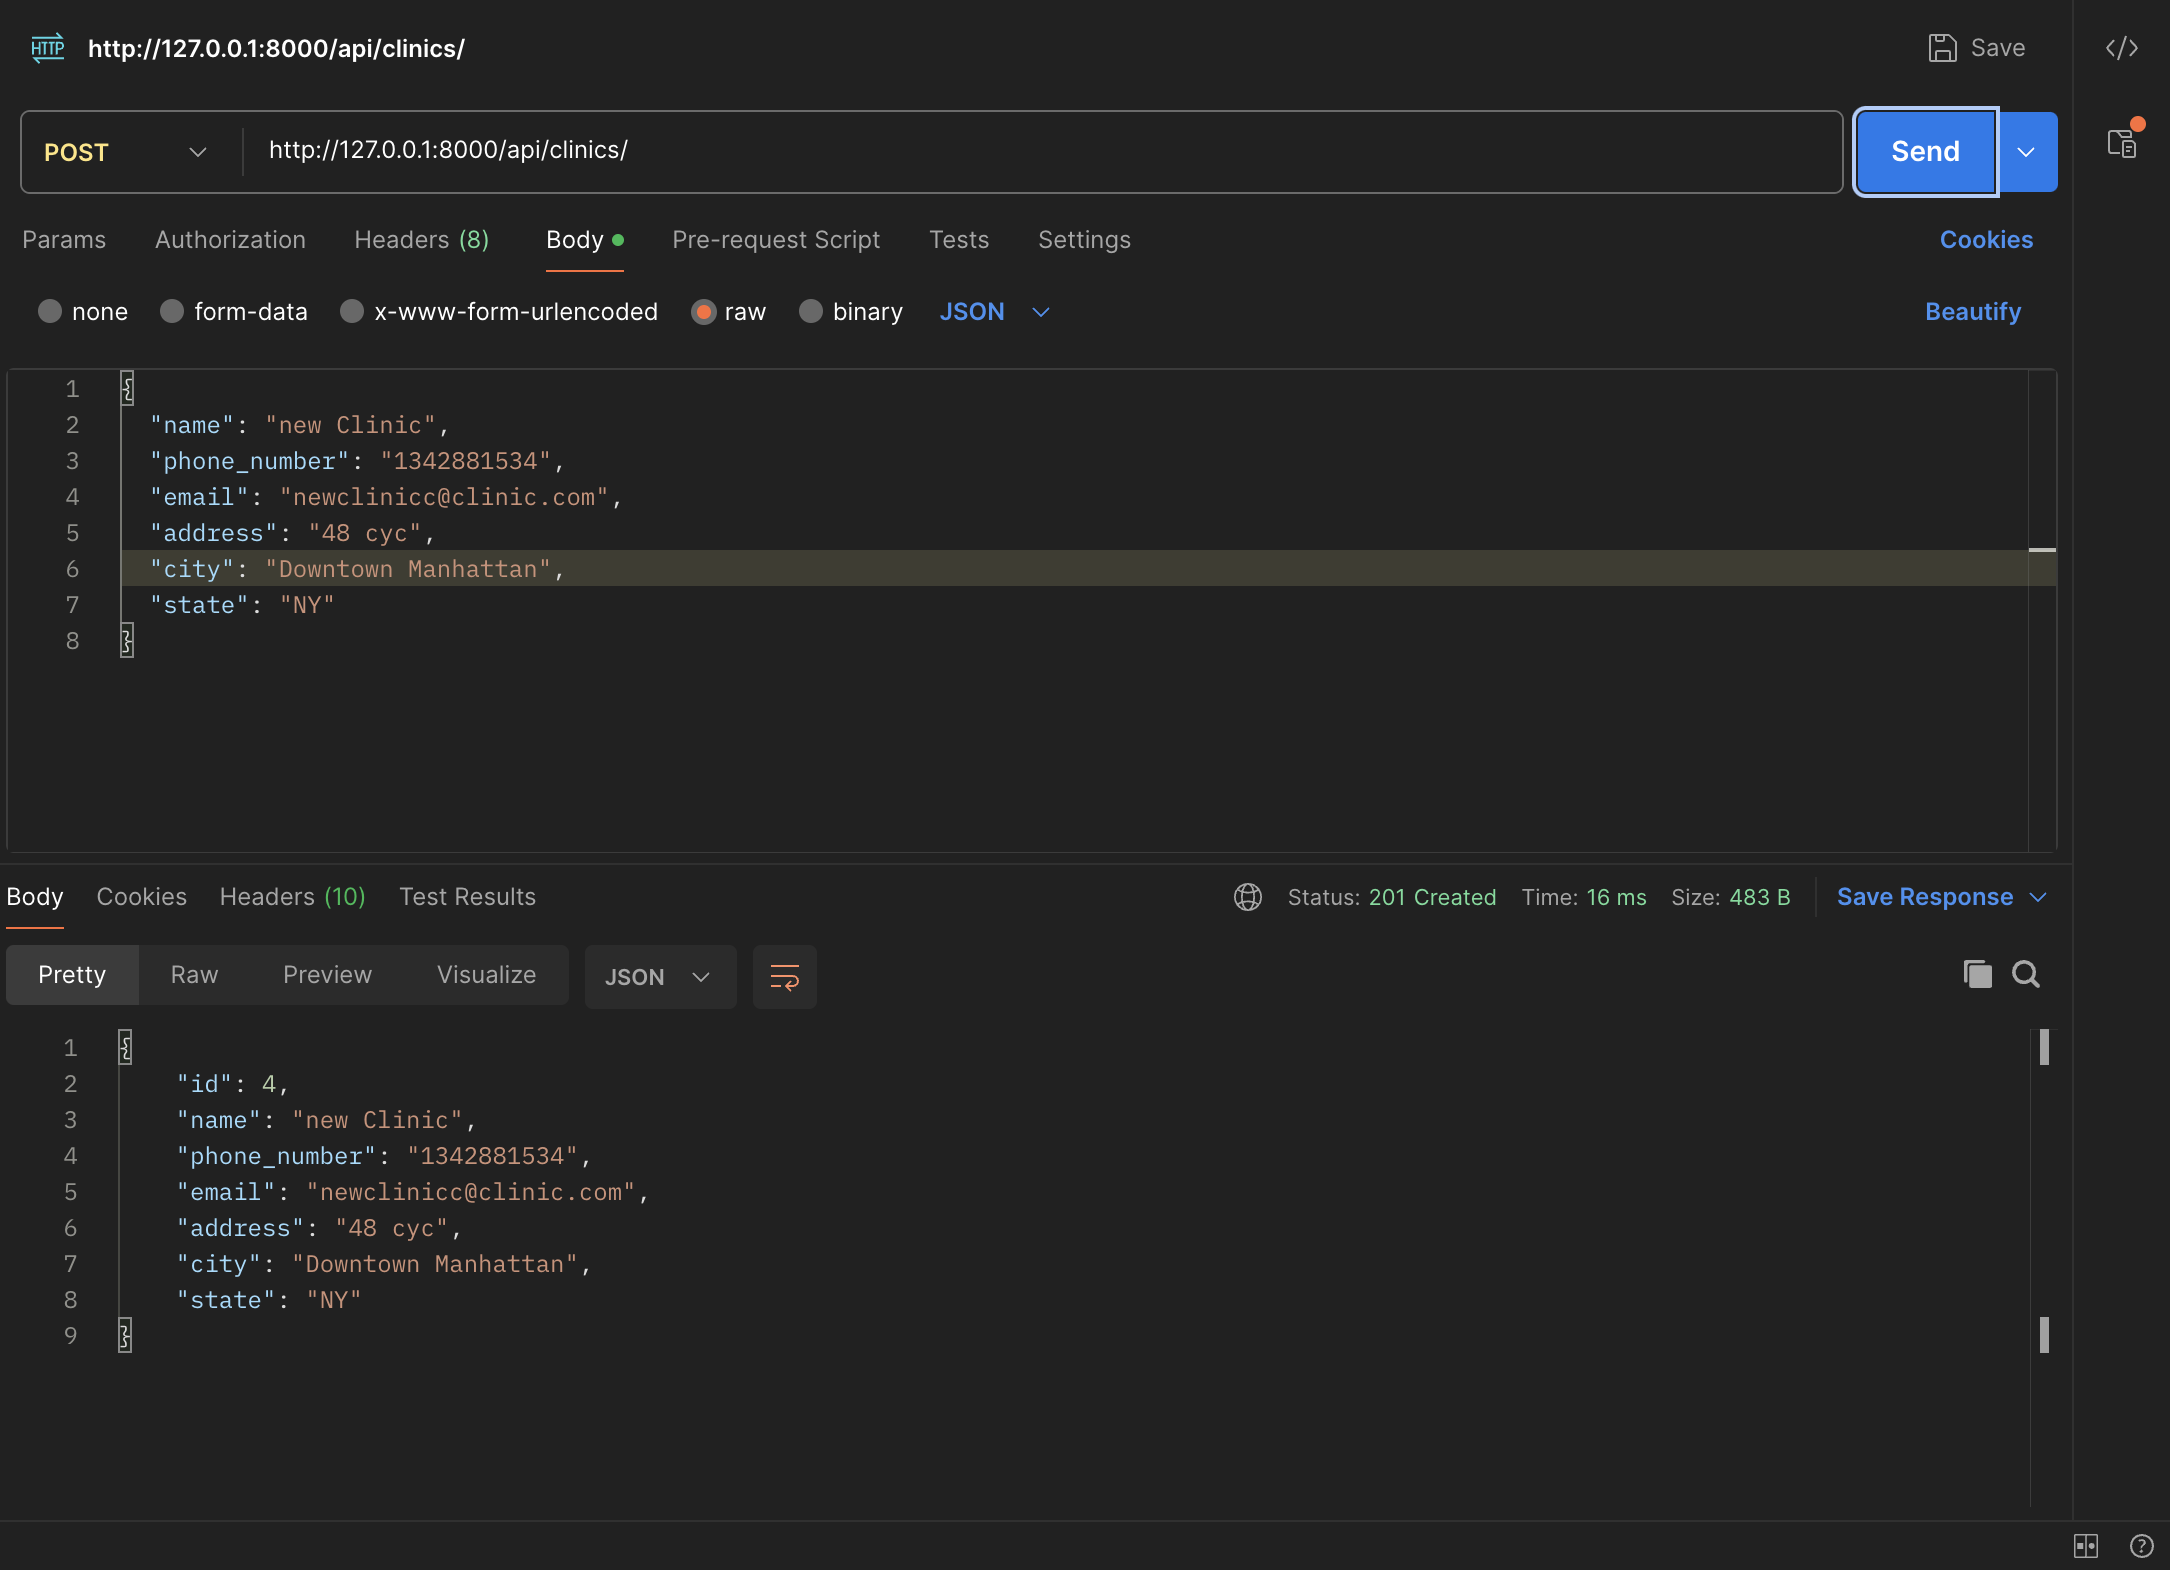 HTTP http://127.0.0.1:8000/api/clinics/ Save
POST http://127.0.0.1:8000/api/clinics/ Send
Params Authorization Headers (8) Body Pre-request Script Tests Settings Cookies
none form-data x-www-form-urlencoded raw binary JSON Beautify
1 {
2 "name": "new Clinic",
3 "phone_number": "1342881534",
4 "email": "newclinicc@clinic.com",
5 "address": "48 cyc",
6 "city": "Downtown Manhattan",
7 "state": "NY"
8 }
Body Cookies Headers (10) Test Results Status: 201 Created Time: 16 ms Size: 483 B Save Response
Pretty Raw Preview Visualize JSON
1 {
2 "id": 4,
3 "name": "new Clinic",
4 "phone_number": "1342881534",
5 "email": "newclinicc@clinic.com",
6 "address": "48 cyc",
7 "city": "Downtown Manhattan",
8 "state": "NY"
9 }